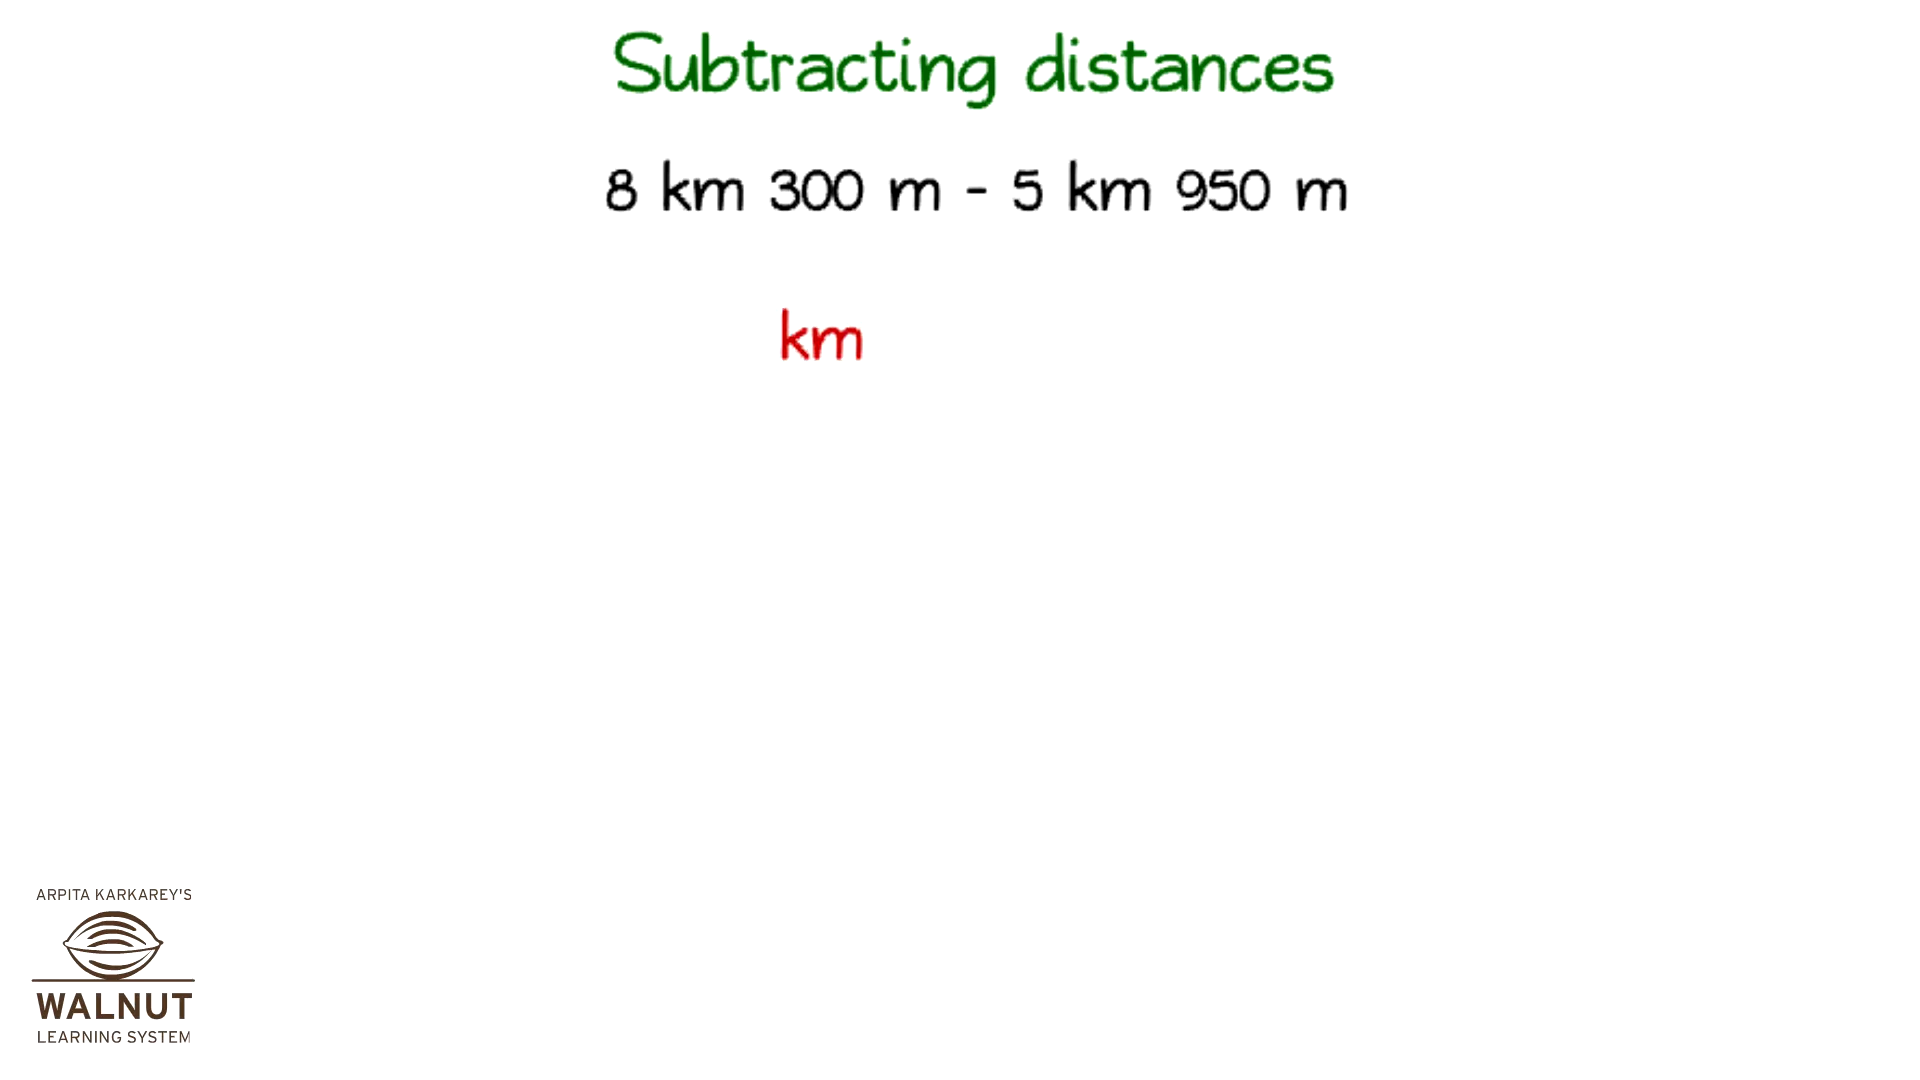 Subtracting distances
8 km 300 m - 5 km 950 m
km
ARPITA KARKAREY'S
WALNUT
LEARNING SYSTEM